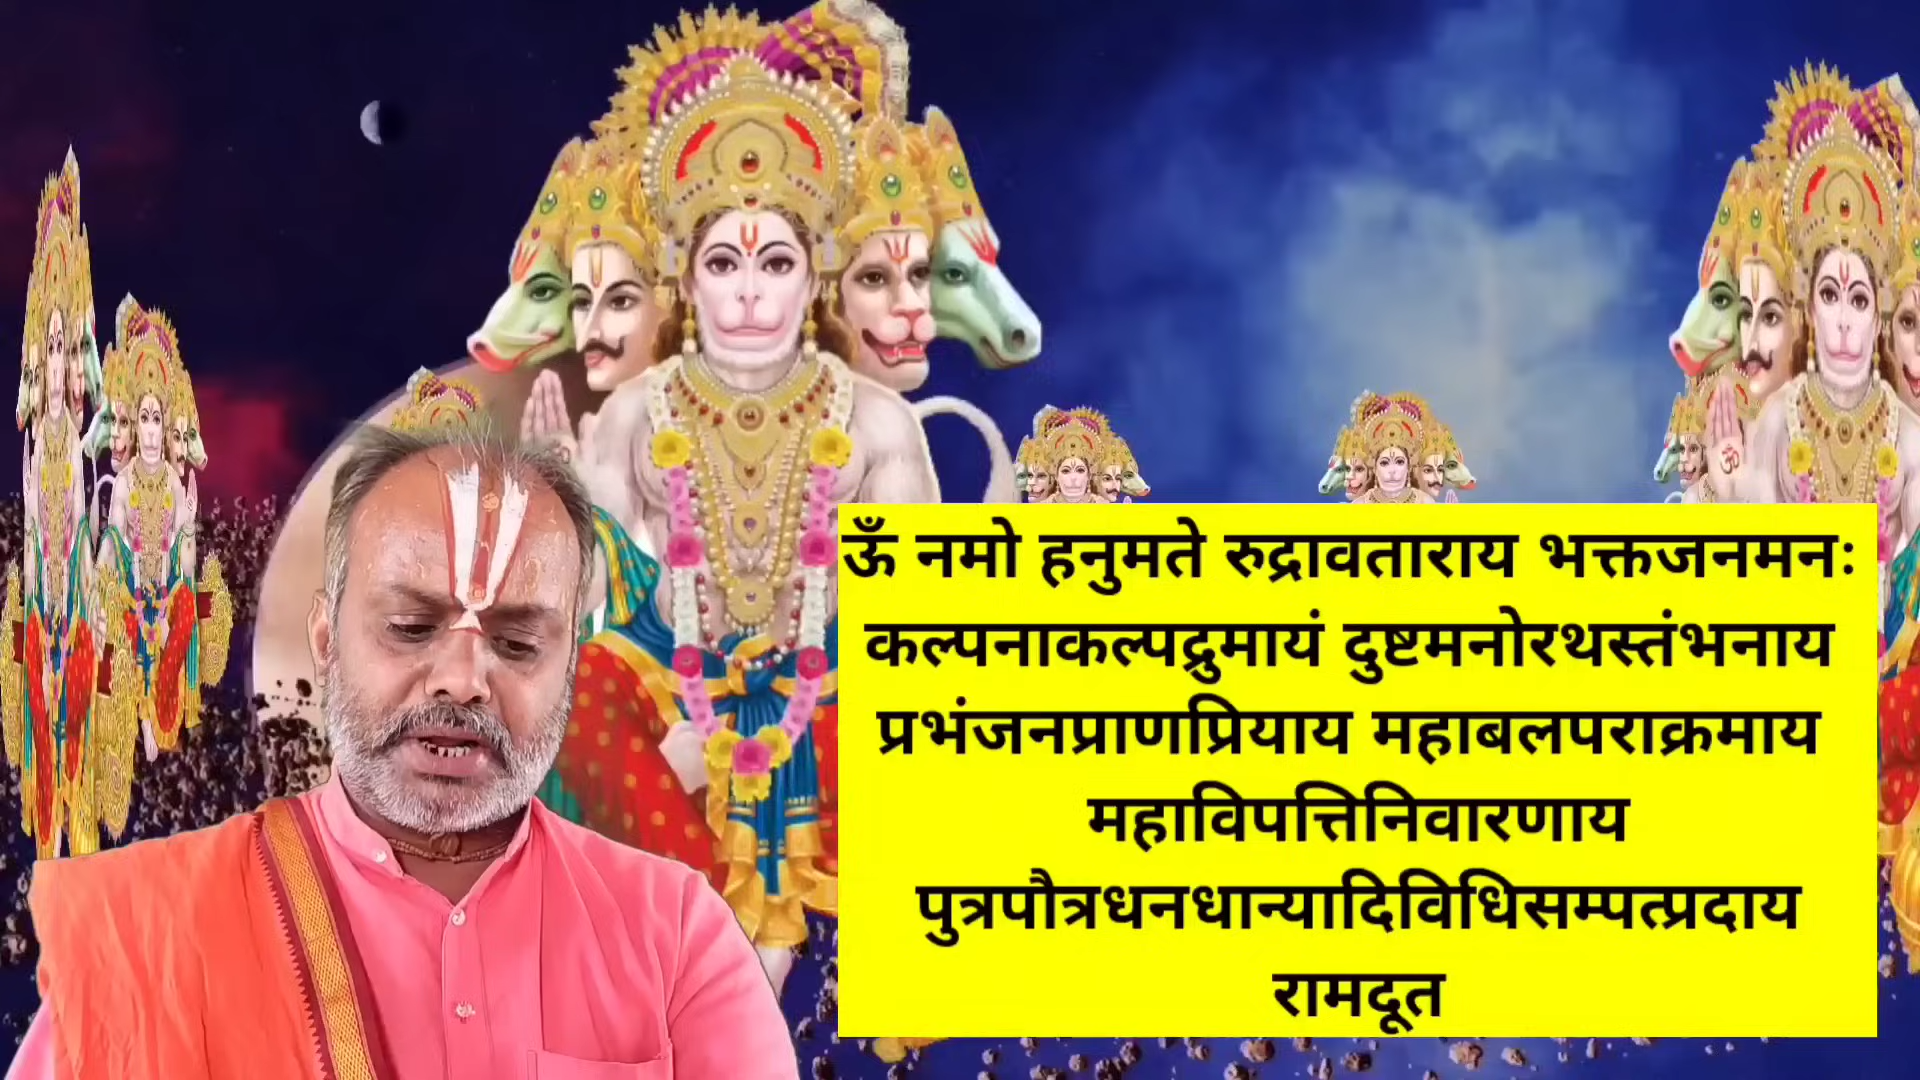 ॐ नमो हनुमते रुद्रावताराय भक्तजनमनः
कल्पनाकल्पद्रुमायं दुष्टमनोरथस्तंभनाय
प्रभंजनप्राणप्रियाय महाबलपराक्रमाय
महाविपत्तिनिवारणाय
पुत्रपौत्रधनधान्यादिविधिसम्पत्प्रदाय
रामदूत
ॐ